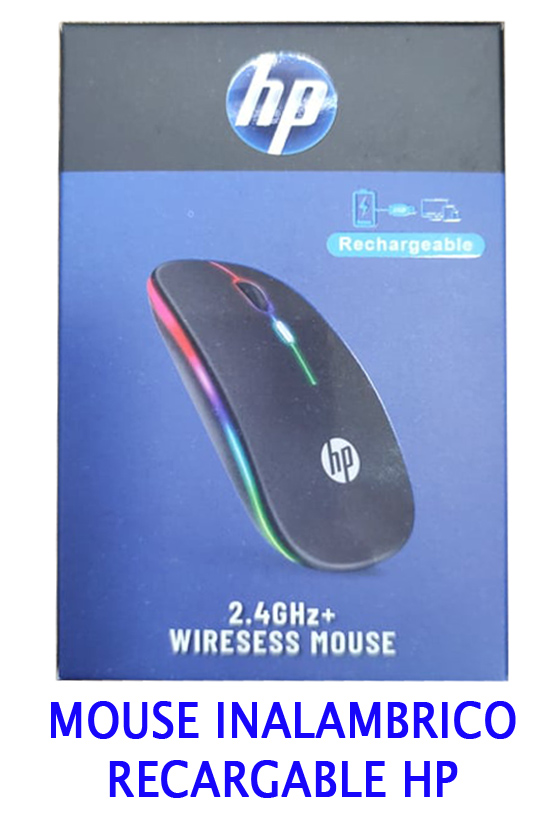 hp
Rechargeable
hp
2.4GHz+
WIRESESS MOUSE
MOUSE INALAMBRICO
RECARGABLE HP